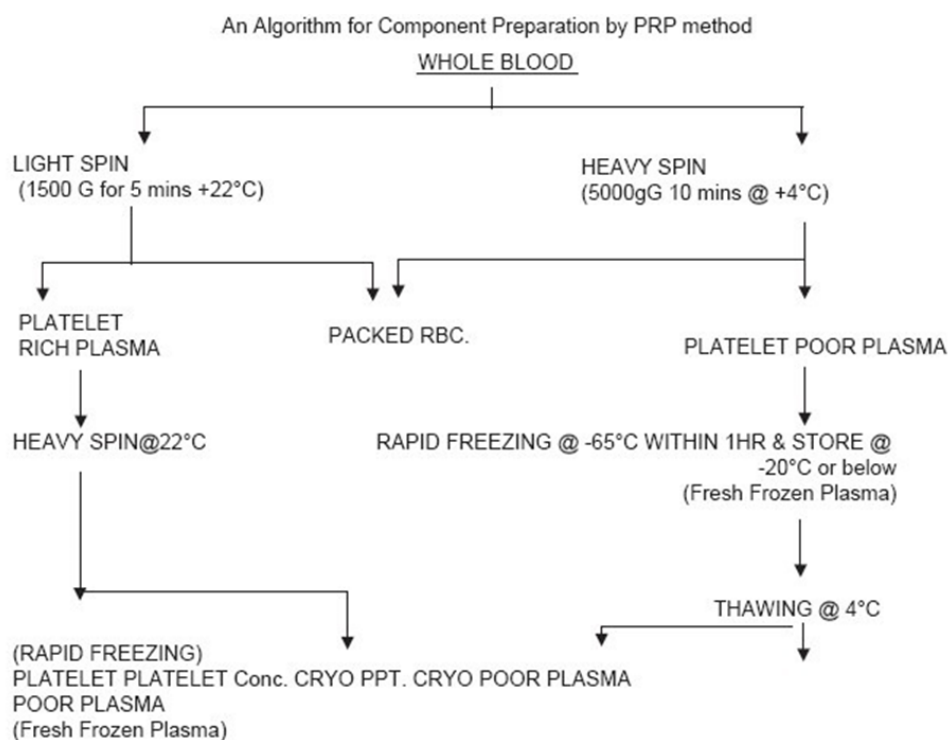 An Algorithm for Component Preparation by PRP method
WHOLE BLOOD
LIGHT SPIN
(1500 G for 5 mins +22°C)
HEAVY SPIN
(5000gG 10 mins @ +4°C)
PLATELET
RICH PLASMA
PACKED RBC.
PLATELET POOR PLASMA
HEAVY SPIN@22°C
RAPID FREEZING @ -65°C WITHIN 1HR & STORE @
-20°C or below
(Fresh Frozen Plasma)
THAWING @ 4°C
(RAPID FREEZING)
PLATELET PLATELET Conc. CRYO PPT. CRYO POOR PLASMA
POOR PLASMA
(Fresh Frozen Plasma)